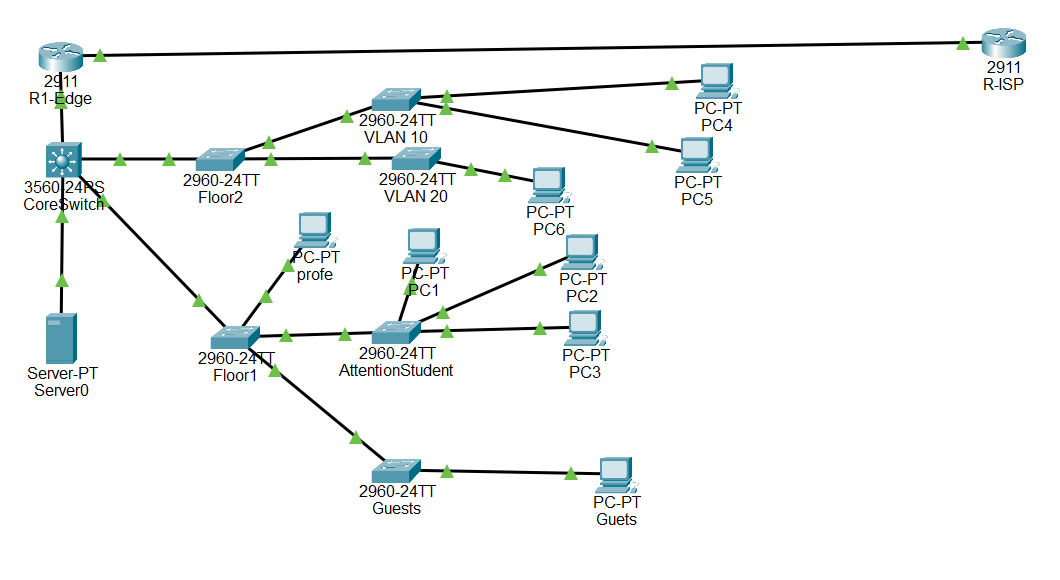 2911
R1-Edge
2911
R-ISP
2960-24TT
VLAN 10
PC-PT
PC4
3560-24PS
CoreSwitch
2960-24TT
Floor2
2960-24TT
VLAN 20
PC-PT
PC5
PC-PT
PC6
PC-PT
profe
PC-PT
PC1
PC-PT
PC2
Server-PT
Server0
2960-24TT
Floor1
2960-24TT
AttentionStudent
PC-PT
PC3
2960-24TT
Guests
PC-PT
Guets